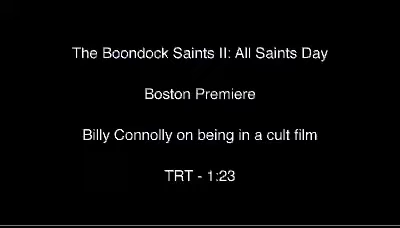 The Boondock Saints II: All Saints Day
Boston Premiere
Billy Connolly on being in a cult film
TRT - 1:23